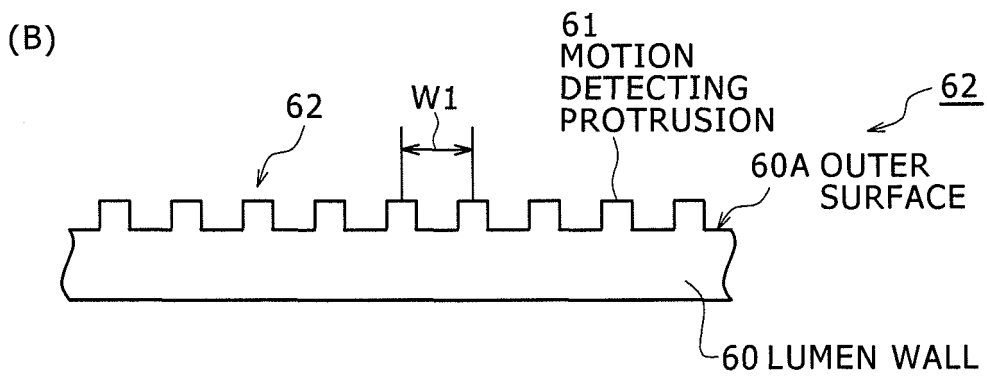 (B)
61
MOTION
DETECTING
PROTRUSION
62
W1
62
60A OUTER
SURFACE
60 LUMEN WALL